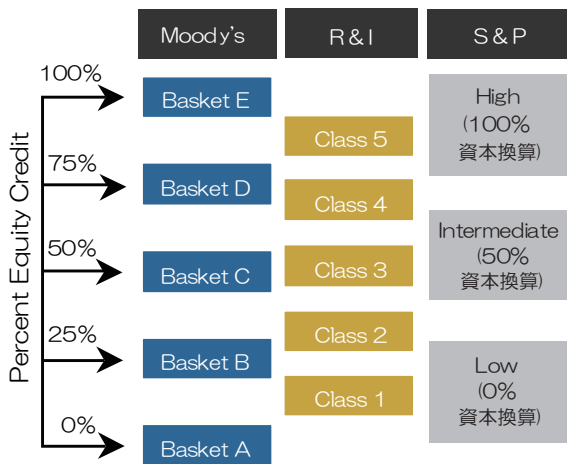 Moody's
R&I
S&P
Percent Equity Credit
100%
75%
50%
25%
0%
Basket E
Basket D
Basket C
Basket B
Basket A
Class 5
Class 4
Class 3
Class 2
Class 1
High
(100%
資本換算)
Intermediate
(50%
資本換算)
Low
(0%
資本換算)